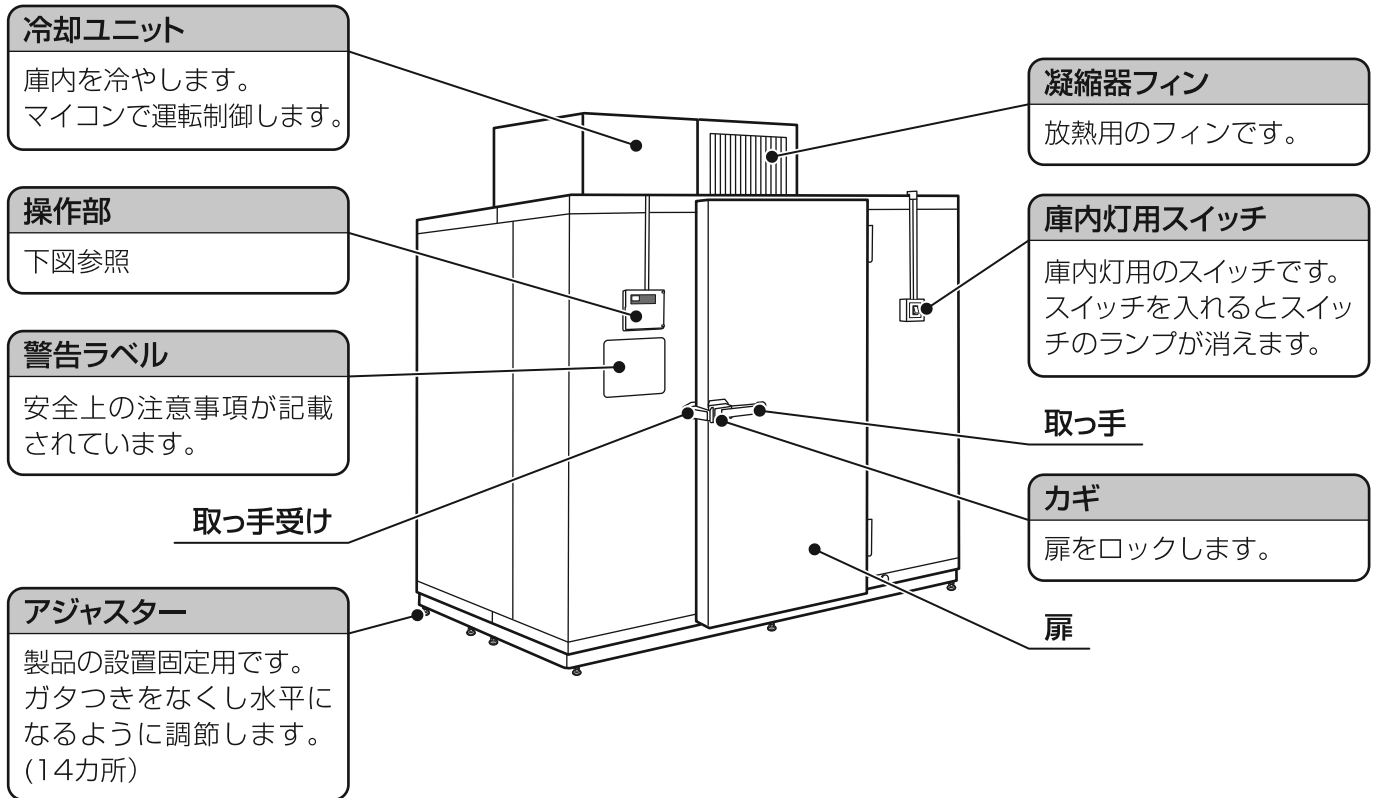 冷却ユニット
庫内を冷やします。
マイコンで運転制御します。
操作部
下図参照
警告ラベル
安全上の注意事項が記載
されています。
取っ手受け
アジャスター
製品の設置固定用です。
ガタつきをなくし水平に
なるように調節します。
(14カ所）
凝縮器フィン
放熱用のフィンです。
庫内灯用スイッチ
庫内灯用のスイッチです。
スイッチを入れるとスイッ
チのランプが消えます。
取っ手
カギ
扉をロックします。
扉